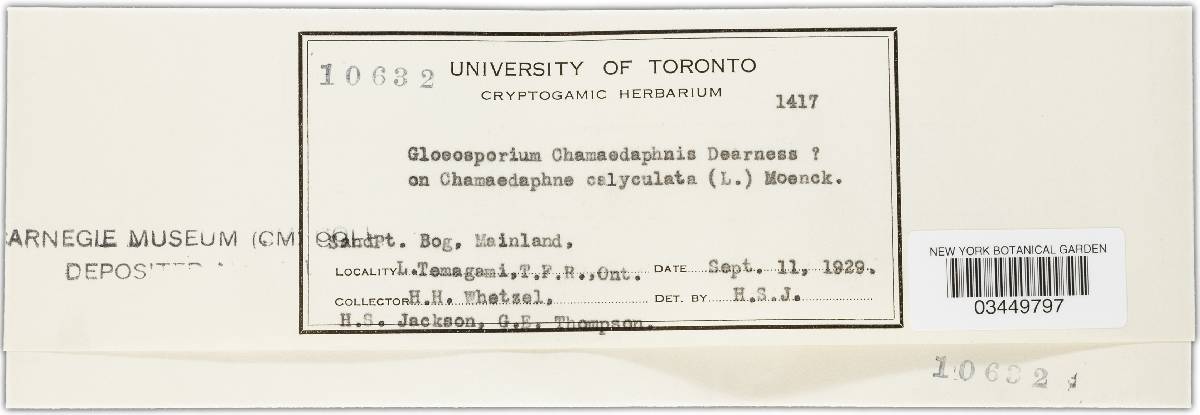 10632 UNIVERSITY OF TORONTO
CRYPTOGAMIC HERBARIUM
1417
Gloeosporium Chamaedaphnis Dearness ?
on Chamaedaphne calyculata (L.) Moenck.
ARNEGIE MUSEUM (CM)
SandPt. Bog, Mainland,
LOCALITY L. Temagami, T.F.R., Ont. DATE Sept. 11, 1929.
COLLECTOR H.H. Whetzel, DET. BY H.S.J.
H.S. Jackson, G.E. Thompson.
NEW YORK BOTANICAL GARDEN
03449797
10632